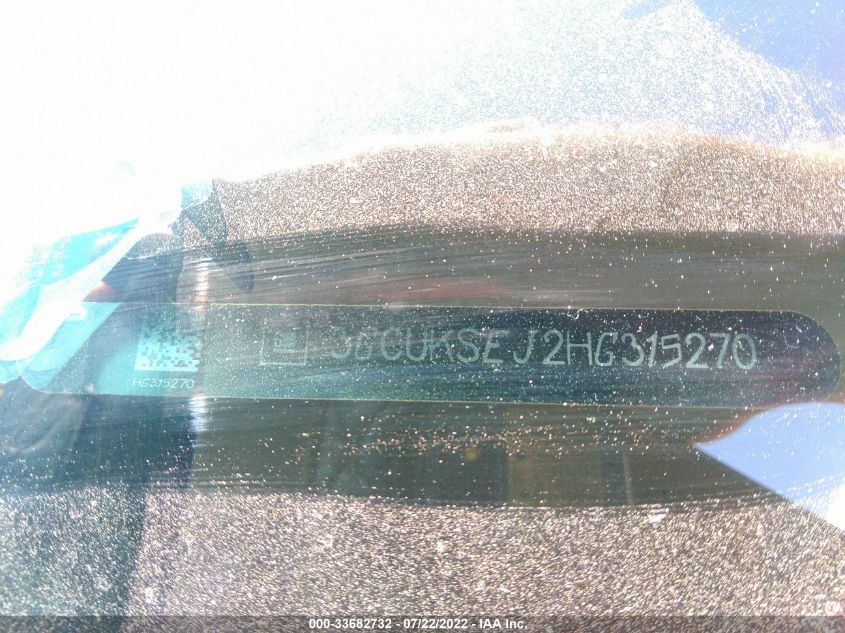 3GCUKSEJ2HG315270
HG315270
000-33682732 - 07/22/2022 - IAA Inc.